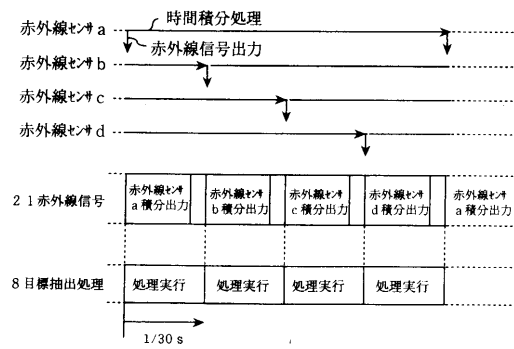 赤外線センサ a
時間積分処理
赤外線信号出力
赤外線センサ b
赤外線センサ c
赤外線センサ d
21赤外線信号
赤外線センサ
a 積分出力
赤外線センサ
b 積分出力
赤外線センサ
c 積分出力
赤外線センサ
d 積分出力
赤外線センサ
a 積分出力
8目標抽出処理
処理実行
処理実行
処理実行
処理実行
1/30 s